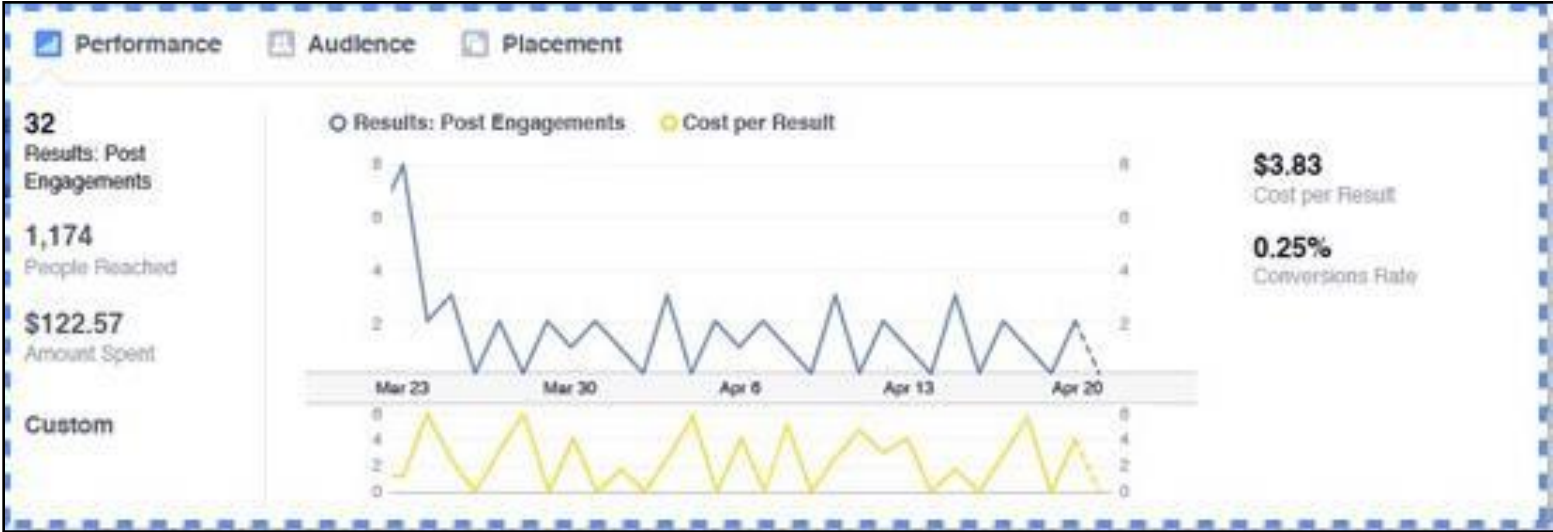 Performance Audience Placement
32
Results: Post
Engagements
1,174
People Reached
$122.57
Amount Spent
Custom
Results: Post Engagements Cost per Result
8 8
6 6
4 4
2 2
Mar 23 Mar 30 Apr 6 Apr 13 Apr 20
6 6
4 4
2 2
0 0
$3.83
Cost per Result
0.25%
Conversions Rate